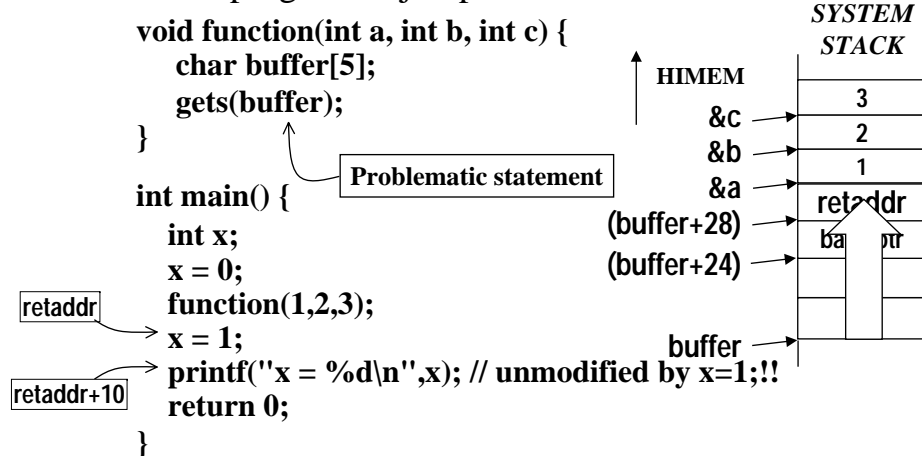 void function(int a, int b, int c) {
char buffer[5];
gets(buffer);
}
Problematic statement
int main() {
int x;
x = 0;
function(1,2,3);
x = 1;
printf("x = %d\n",x); // unmodified by x=1;!!
return 0;
}
retaddr
retaddr+10
SYSTEM
STACK
HIMEM
3
&c
2
&b
1
&a
retaddr
(buffer+28)
(buffer+24)
buffer